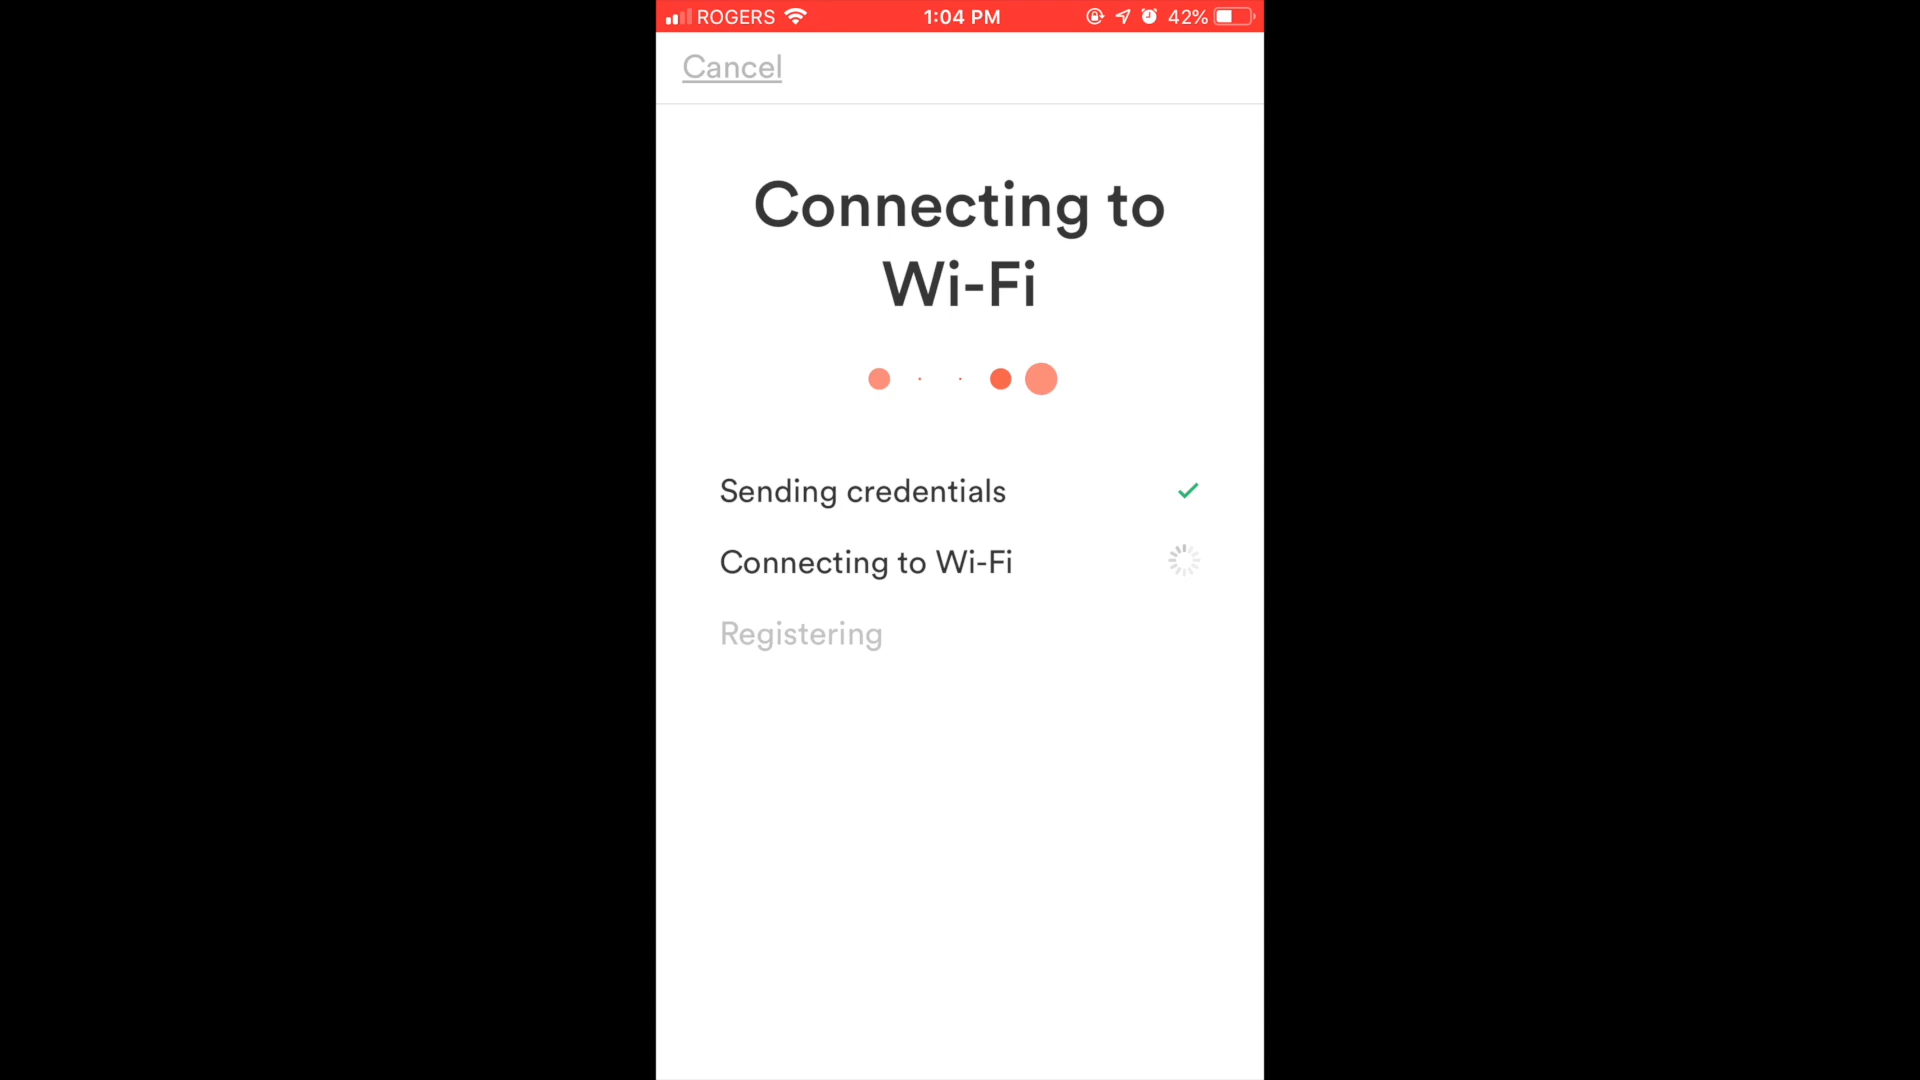 ROGERS 1:04 PM 42%
Cancel
Connecting to
Wi-Fi
Sending credentials
Connecting to Wi-Fi
Registering